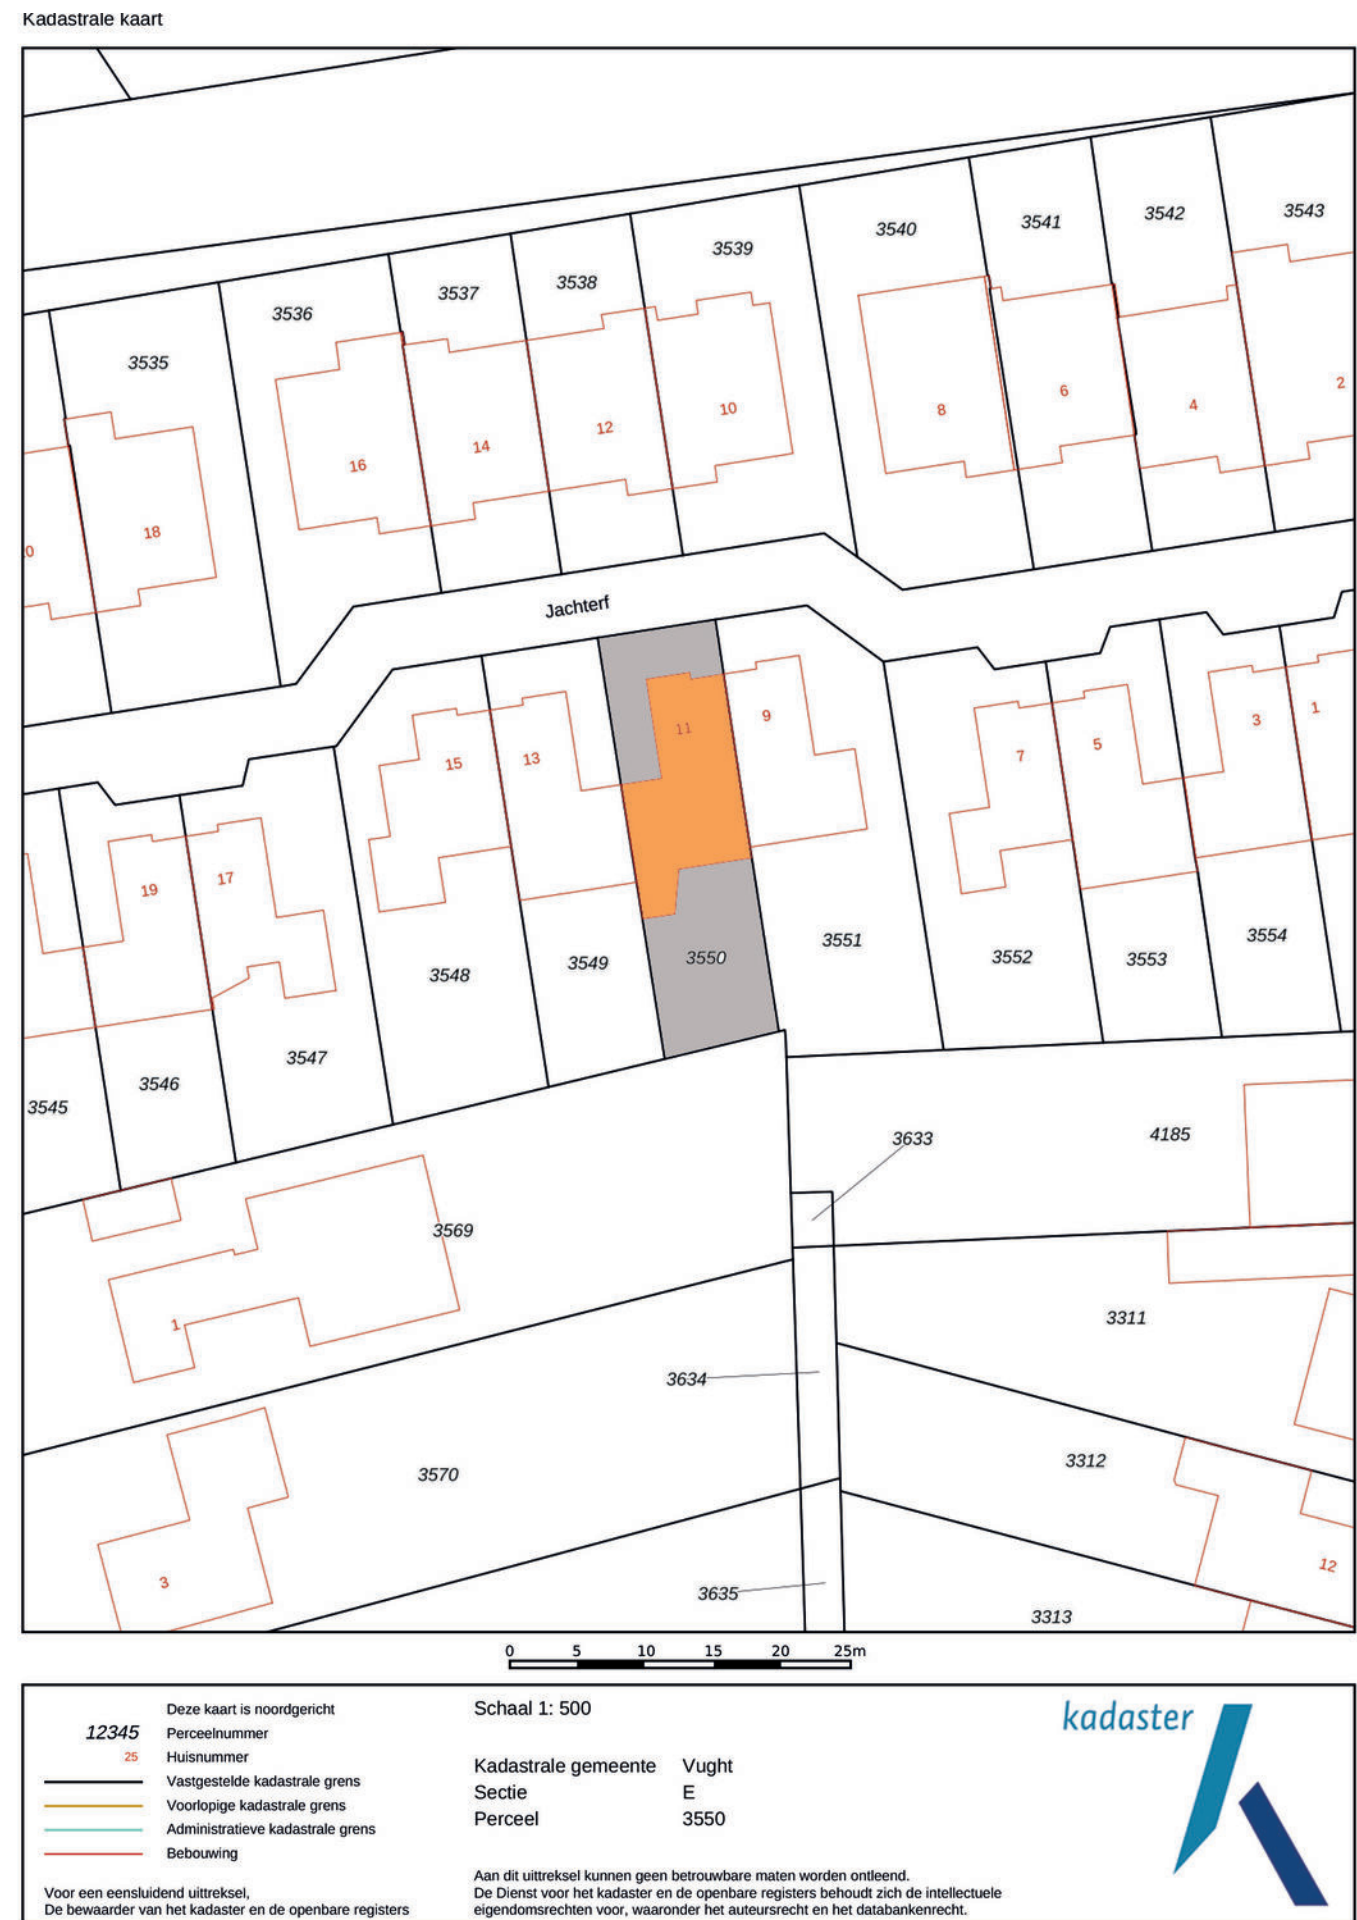 Kadastrale kaart
3543
3542
3541
3540
3539
3538
3537
3536
3535
2
6
4
8
10
12
14
16
18
0
Jachterf
11
9
15
13
7
5
3
1
19
17
3551
3554
3550
3552
3553
3549
3548
3547
3546
3545
3633
4185
3569
1
3311
3634
3312
3570
12
3
3635
3313
0 5 10 15 20 25m
Deze kaart is noordgericht
12345 Perceelnummer
25 Huisnummer
Vastgestelde kadastrale grens
Voorlopige kadastrale grens
Administratieve kadastrale grens
Bebouwing
Voor een eensluidend uittreksel,
De bewaarder van het kadaster en de openbare registers
Schaal 1: 500
Kadastrale gemeente Vught
Sectie E
Perceel 3550
Aan dit uittreksel kunnen geen betrouwbare maten worden ontleend.
De Dienst voor het kadaster en de openbare registers behoudt zich de intellectuele
eigendomsrechten voor, waaronder het auteursrecht en het databankenrecht.
kadaster